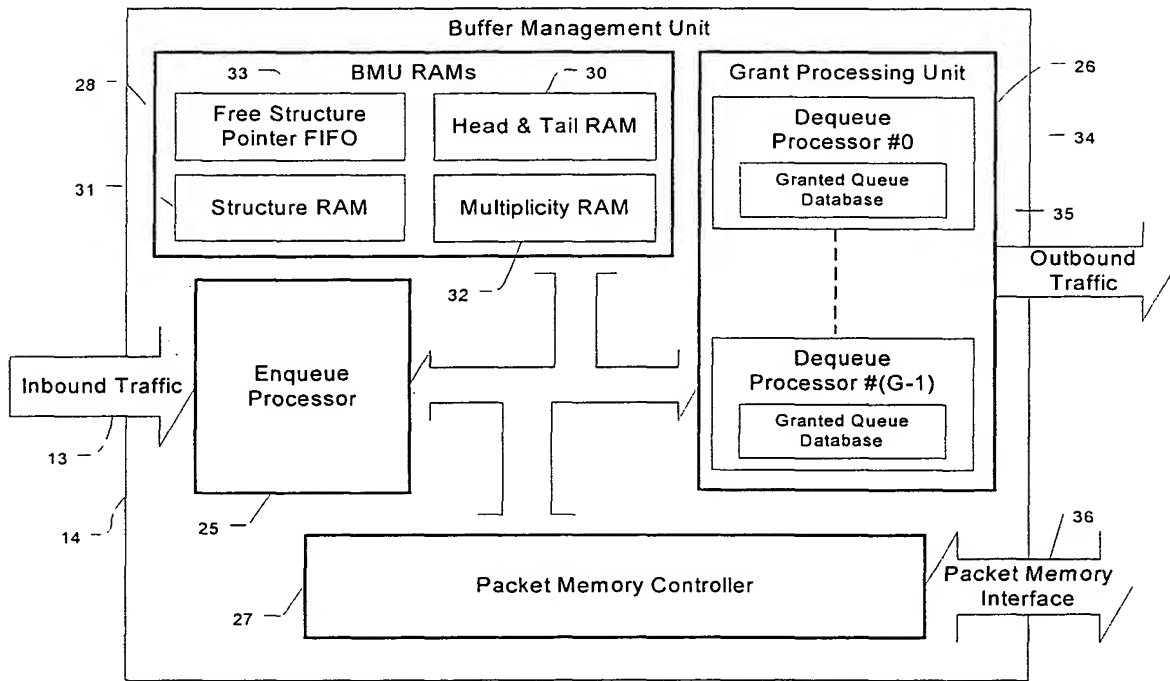 Buffer Management Unit
28
33
BMU RAMs
30
Free Structure
Pointer FIFO
Head & Tail RAM
31
Structure RAM
Multiplicity RAM
32
Grant Processing Unit
26
Dequeue
Processor #0
34
Granted Queue
Database
35
Outbound
Traffic
Inbound Traffic
13
Enqueue
Processor
Dequeue
Processor #(G-1)
Granted Queue
Database
14
25
36
Packet Memory Controller
27
Packet Memory
Interface